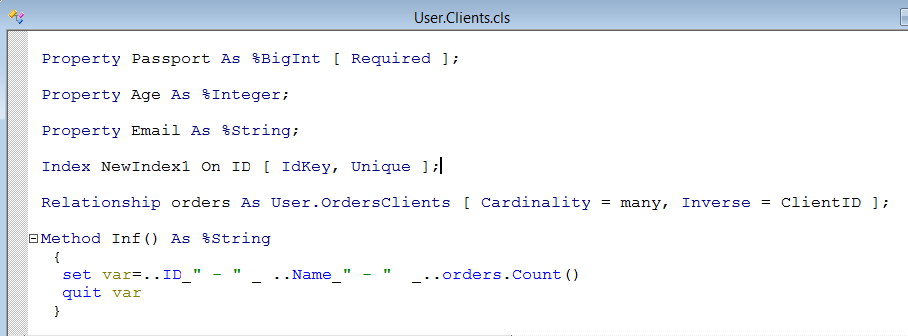 User.Clients.cls
Property Passport As %BigInt [ Required ];
Property Age As %Integer;
Property Email As %String;
Index NewIndex1 On ID [ IdKey, Unique ];
Relationship orders As User.OrdersClients [ Cardinality = many, Inverse = ClientID ];
Method Inf() As %String
{
set var=..ID_" - " _ ..Name_" - "  _..orders.Count()
quit var
}